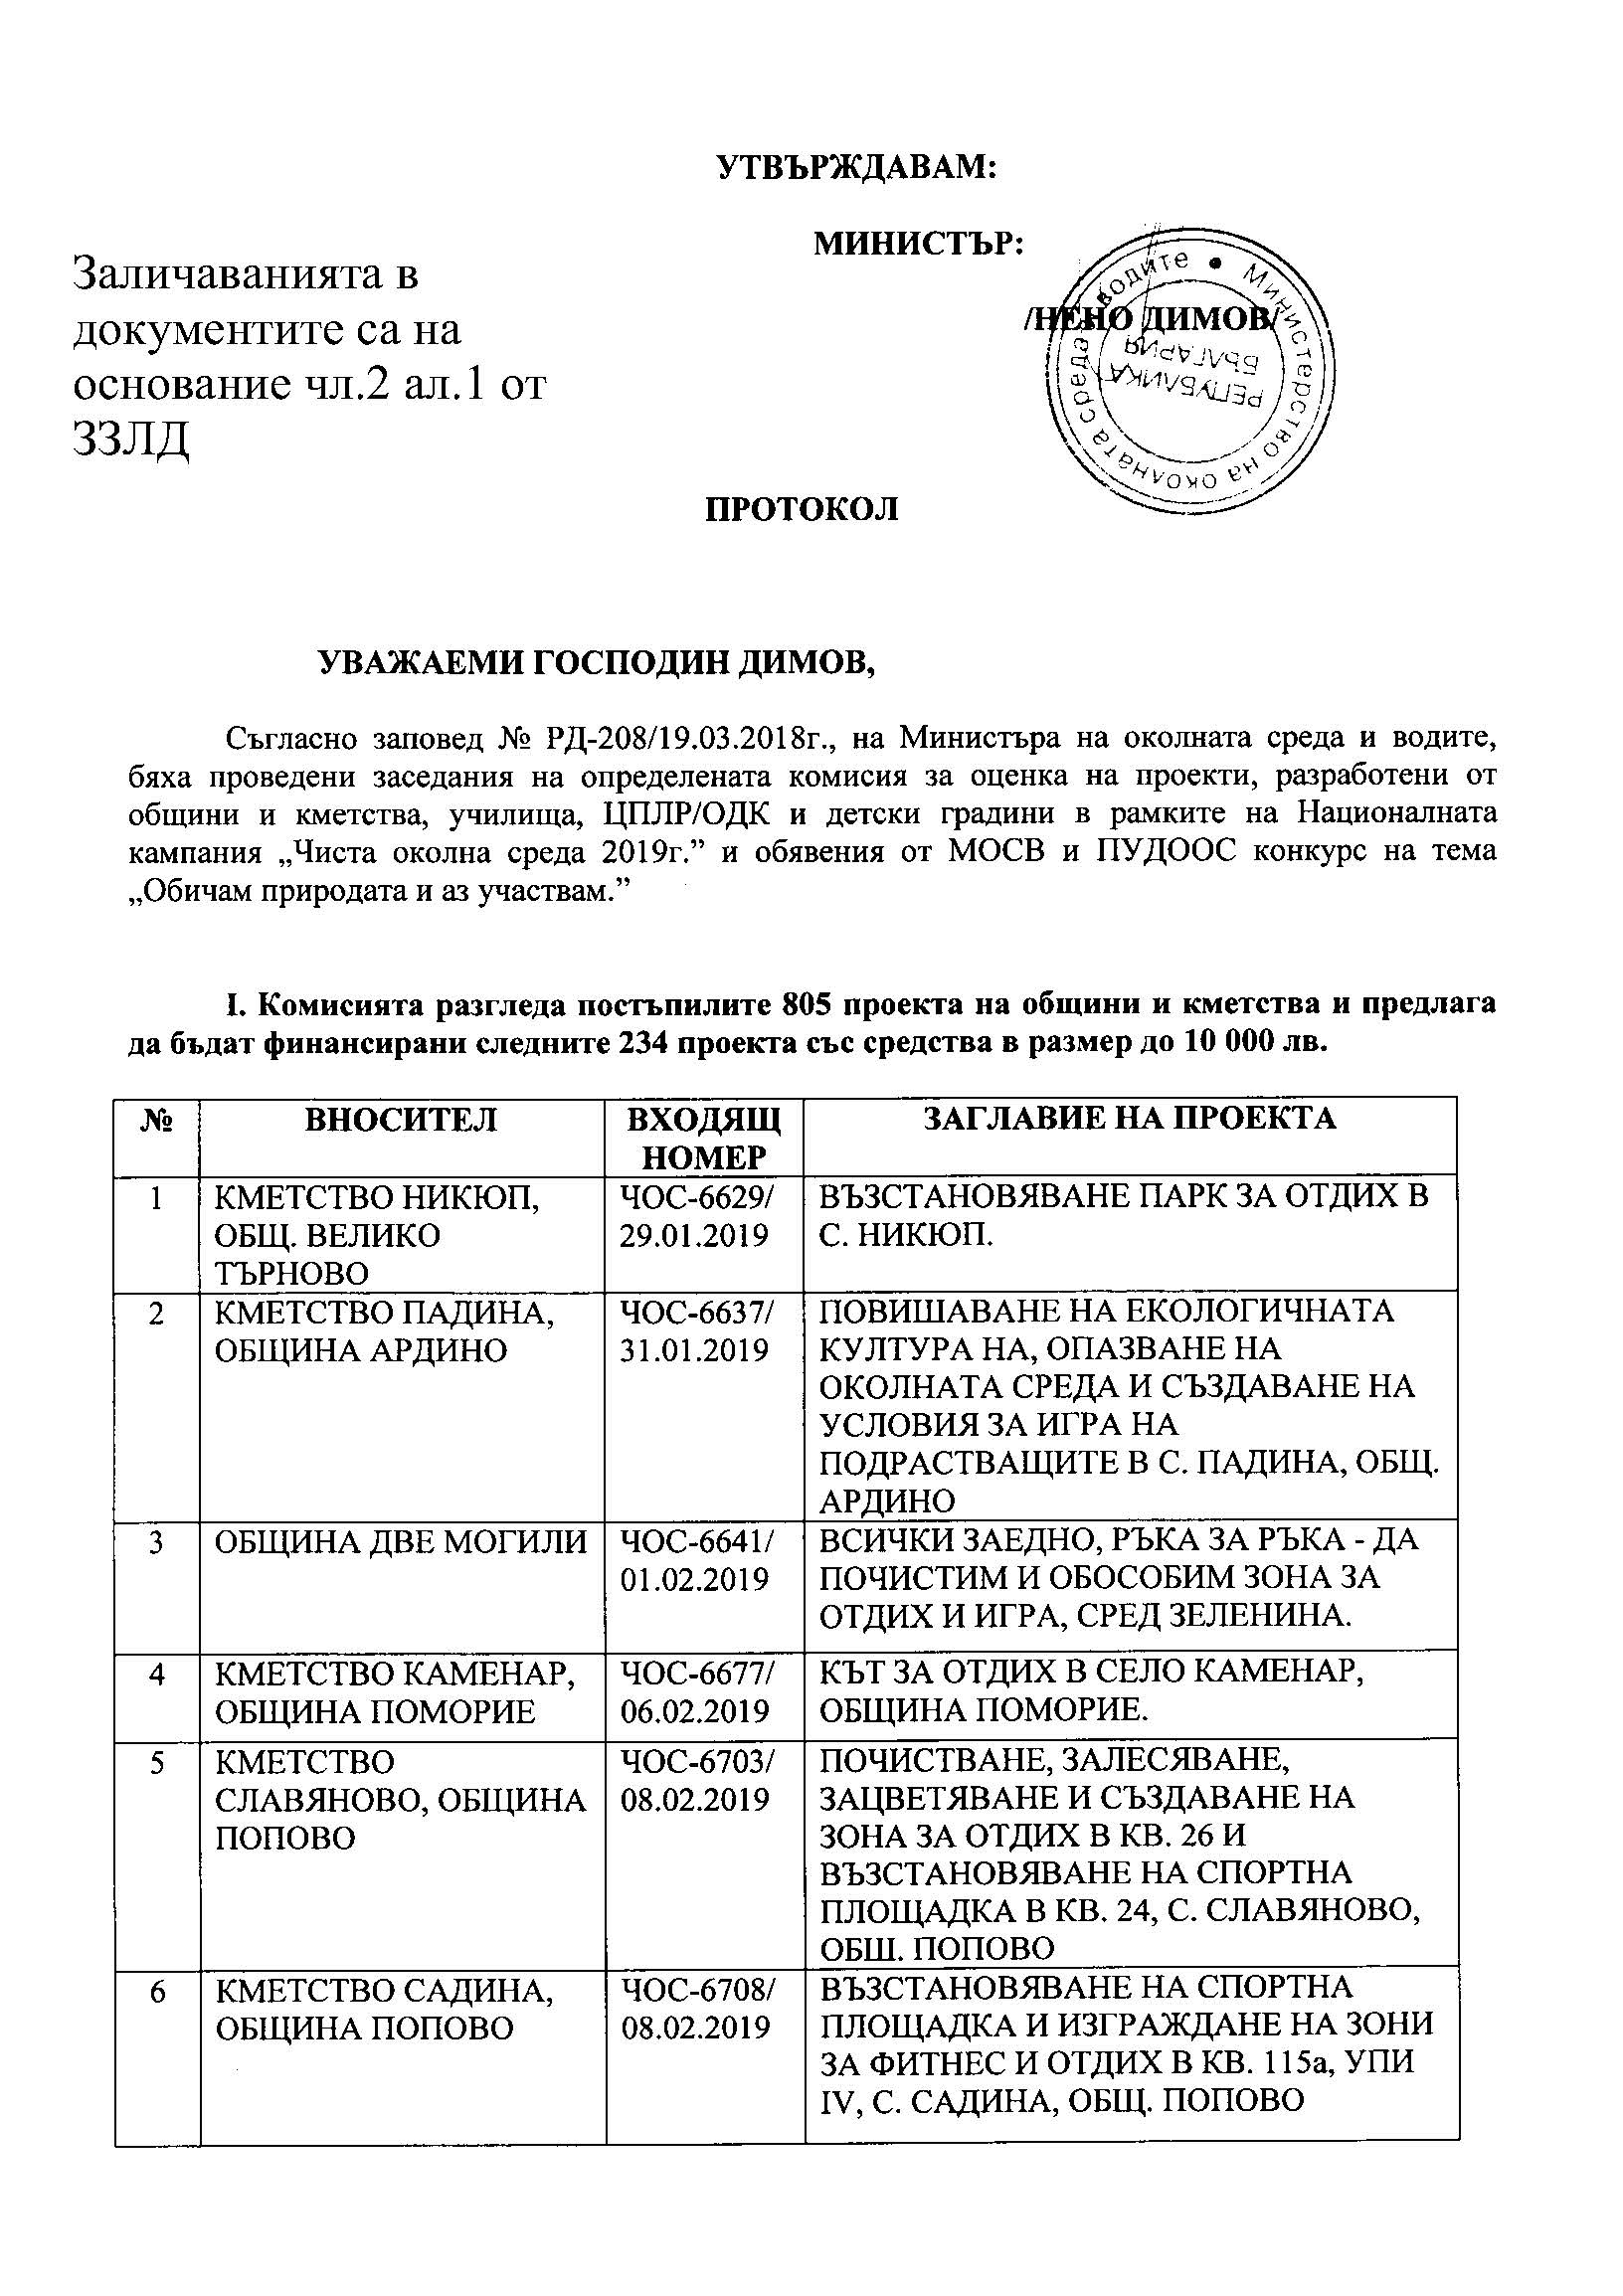 УТВЪРЖДАВАМ:
МИНИСТЪР:
/НЕНО ДИМОВ/
Министерство на околната среда и водите •
РЕПУБЛИКА
БЪЛГАРИЯ
Заличаванията в
документите са на
основание чл.2 ал.1 от
ЗЗЛД
ПРОТОКОЛ
УВАЖАЕМИ ГОСПОДИН ДИМОВ,
Съгласно заповед № РД-208/19.03.2018г., на Министъра на околната среда и водите,
бяха проведени заседания на определената комисия за оценка на проекти, разработени от
общини и кметства, училища, ЦПЛР/ОДК и детски градини в рамките на Националната
кампания „Чиста околна среда 2019г.” и обявения от МОСВ и ПУДООС конкурс на тема
„Обичам природата и аз участвам.”
I. Комисията разгледа постъпилите 805 проекта на общини и кметства и предлага
да бъдат финансирани следните 234 проекта със средства в размер до 10 000 лв.
№ ВНОСИТЕЛ ВХОДЯЩ ЗАГЛАВИЕ НА ПРОЕКТА
НОМЕР
1 КМЕТСТВО НИКЮП, ЧОС-6629/ ВЪЗСТАНОВЯВАНЕ ПАРК ЗА ОТДИХ В
ОБЩ. ВЕЛИКО 29.01.2019 С. НИКЮП.
ТЪРНОВО
2 КМЕТСТВО ПАДИНА, ЧОС-6637/ ПОВИШАВАНЕ НА ЕКОЛОГИЧНАТА
ОБЩИНА АРДИНО 31.01.2019 КУЛТУРА НА, ОПАЗВАНЕ НА
ОКОЛНАТА СРЕДА И СЪЗДАВАНЕ НА
УСЛОВИЯ ЗА ИГРА НА
ПОДРАСТВАЩИТЕ В С. ПАДИНА, ОБЩ.
АРДИНО
3 ОБЩИНА ДВЕ МОГИЛИ ЧОС-6641/ ВСИЧКИ ЗАЕДНО, РЪКА ЗА РЪКА - ДА
01.02.2019 ПОЧИСТИМ И ОБОСОБИМ ЗОНА ЗА
ОТДИХ И ИГРА, СРЕД ЗЕЛЕНИНА.
4 КМЕТСТВО КАМЕНАР, ЧОС-6677/ КЪТ ЗА ОТДИХ В СЕЛО КАМЕНАР,
ОБЩИНА ПОМОРИЕ 06.02.2019 ОБЩИНА ПОМОРИЕ.
5 КМЕТСТВО ЧОС-6703/ ПОЧИСТВАНЕ, ЗАЛЕСЯВАНЕ,
СЛАВЯНОВО, ОБЩИНА 08.02.2019 ЗАЦВЕТЯВАНЕ И СЪЗДАВАНЕ НА
ПОПОВО ЗОНА ЗА ОТДИХ В КВ. 26 И
ВЪЗСТАНОВЯВАНЕ НА СПОРТНА
ПЛОЩАДКА В КВ. 24, С. СЛАВЯНОВО,
ОБШ. ПОПОВО
6 КМЕТСТВО САДИНА, ЧОС-6708/ ВЪЗСТАНОВЯВАНЕ НА СПОРТНА
ОБЩИНА ПОПОВО 08.02.2019 ПЛОЩАДКА И ИЗГРАЖДАНЕ НА ЗОНИ
ЗА ФИТНЕС И ОТДИХ В КВ. 115а, УПИ
IV, С. САДИНА, ОБЩ. ПОПОВО